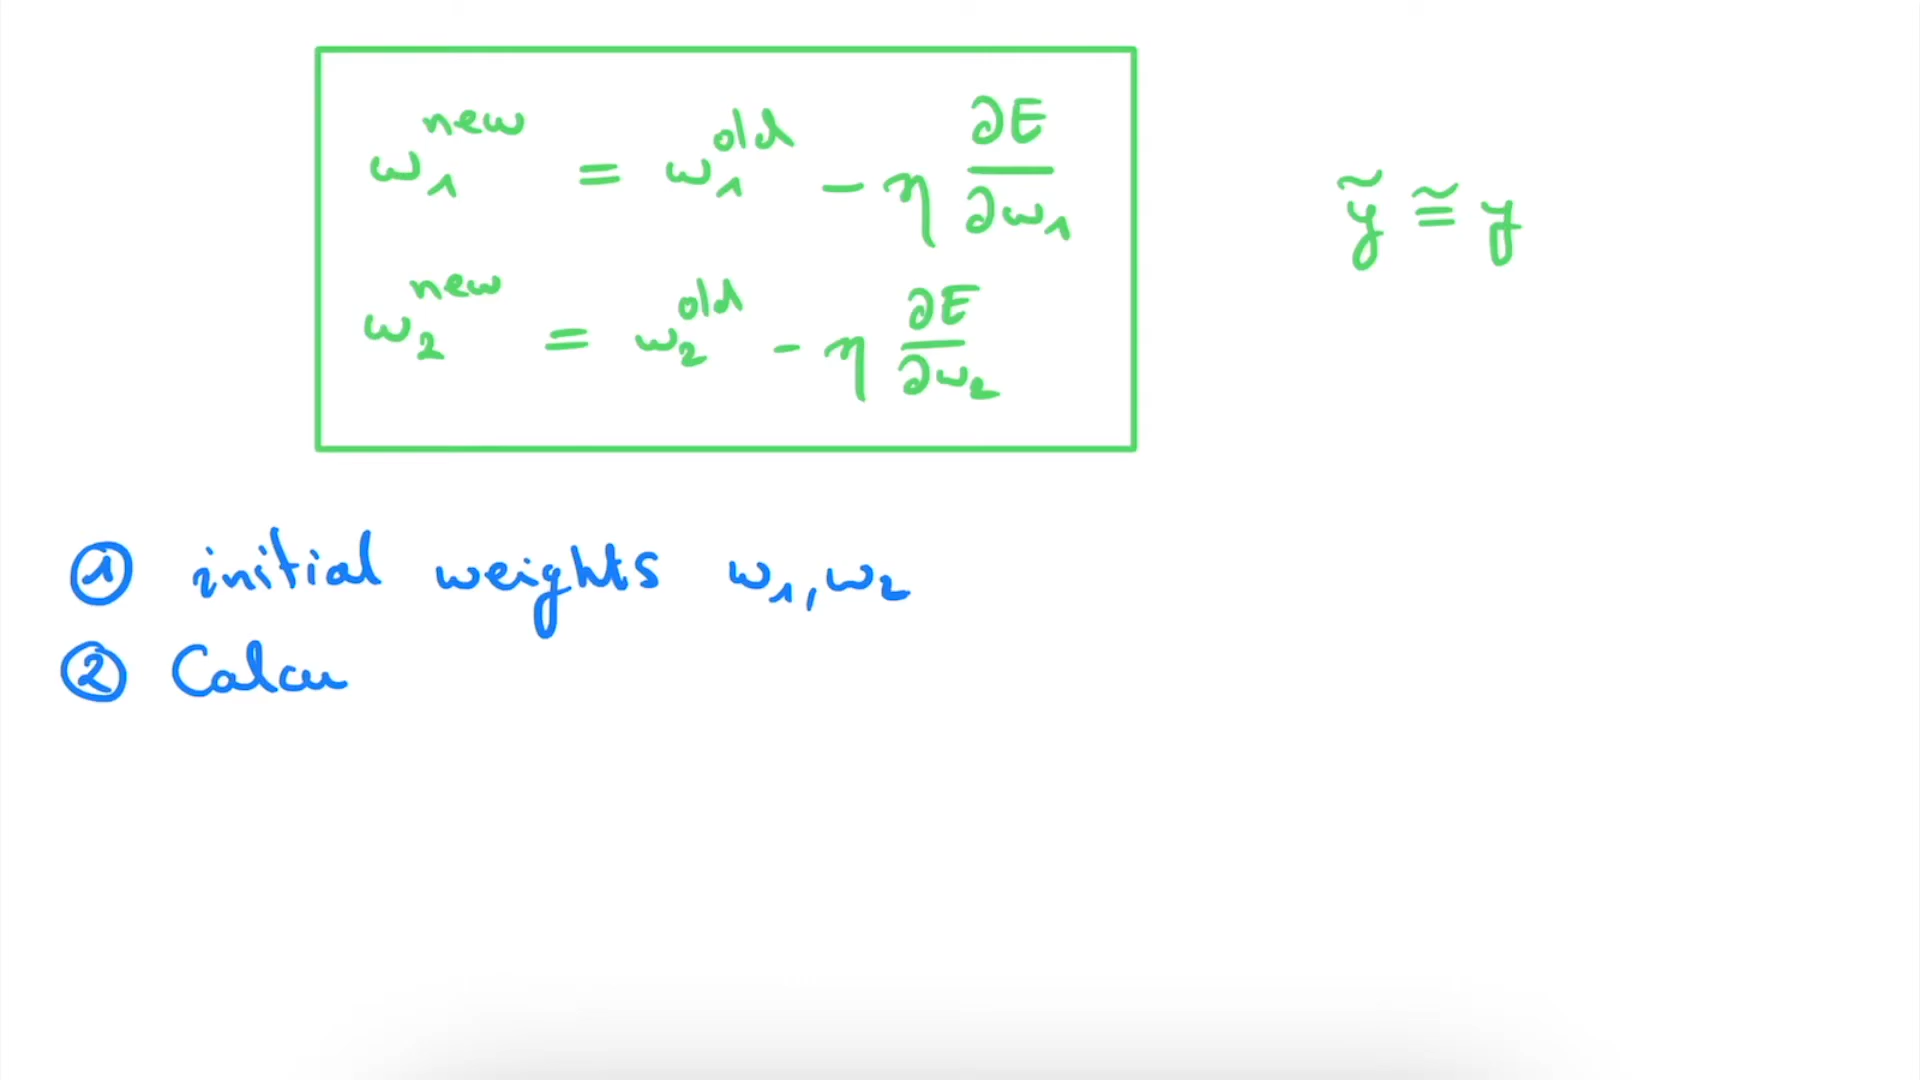 w₁^new = w₁^old - η ∂E/∂w₁
ỹ ≅ y
w₂^new = w₂^old - η ∂E/∂w₂
① initial weights w₁, w₂
② Calcu